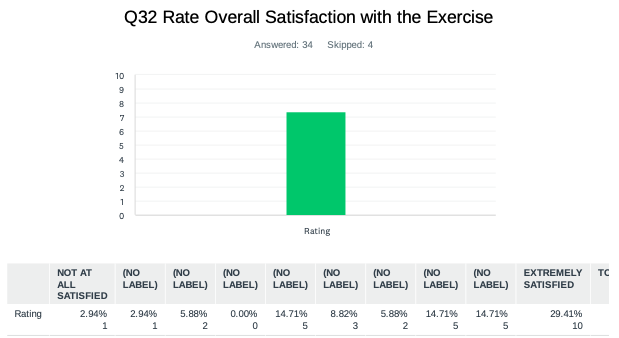 Q32 Rate Overall Satisfaction with the Exercise
Answered: 34 Skipped: 4
10
9
8
7
6
5
4
3
2
1
0
Rating
NOT AT ALL SATISFIED (NO LABEL) (NO LABEL) (NO LABEL) (NO LABEL) (NO LABEL) (NO LABEL) (NO LABEL) (NO LABEL) EXTREMELY SATISFIED
Rating 2.94% 2.94% 5.88% 0.00% 14.71% 8.82% 5.88% 14.71% 14.71% 29.41%
1 1 2 0 5 3 2 5 5 10